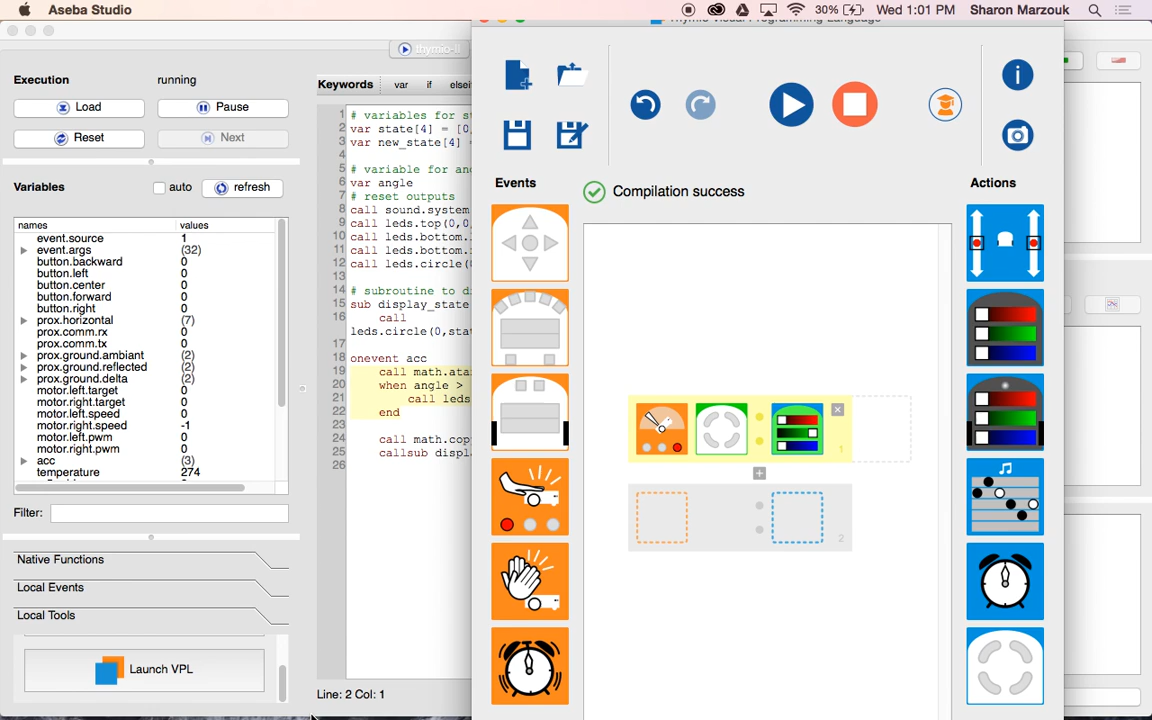 Aseba Studio
30%
Wed 1:01 PM
Sharon Marzouk
thymio-II
Execution
running
Load
Pause
Reset
Next
Variables
auto
refresh
names values
event.source 1
event.args (32)
button.backward 0
button.left 0
button.center 0
button.forward 0
button.right 0
prox.horizontal (7)
prox.comm.rx 0
prox.comm.tx 0
prox.ground.ambiant (2)
prox.ground.reflected (2)
prox.ground.delta (2)
motor.left.target 0
motor.right.target 0
motor.left.speed 0
motor.right.speed -1
motor.left.pwm 0
motor.right.pwm 0
acc (3)
temperature 274
Filter:
Native Functions
Local Events
Local Tools
Launch VPL
Keywords var if elsei
1 # variables for st
2 var state[4] = [0,
3 var new_state[4] =
4
5 # variable for an
6 var angle
7 # reset outputs
8 call sound.system
9 call leds.top(0,0,
10 call leds.bottom.
11 call leds.bottom.
12 call leds.circle(
13
14 # subroutine to di
15 sub display_state
16 call
leds.circle(0,stat
17
18 onevent acc
19 call math.ata
20 when angle >
21 call leds
22 end
23
24 call math.cop
25 callsub displ
26
Line: 2 Col: 1
Thymio Visual Programming Language
Events
Compilation success
Actions
1
2